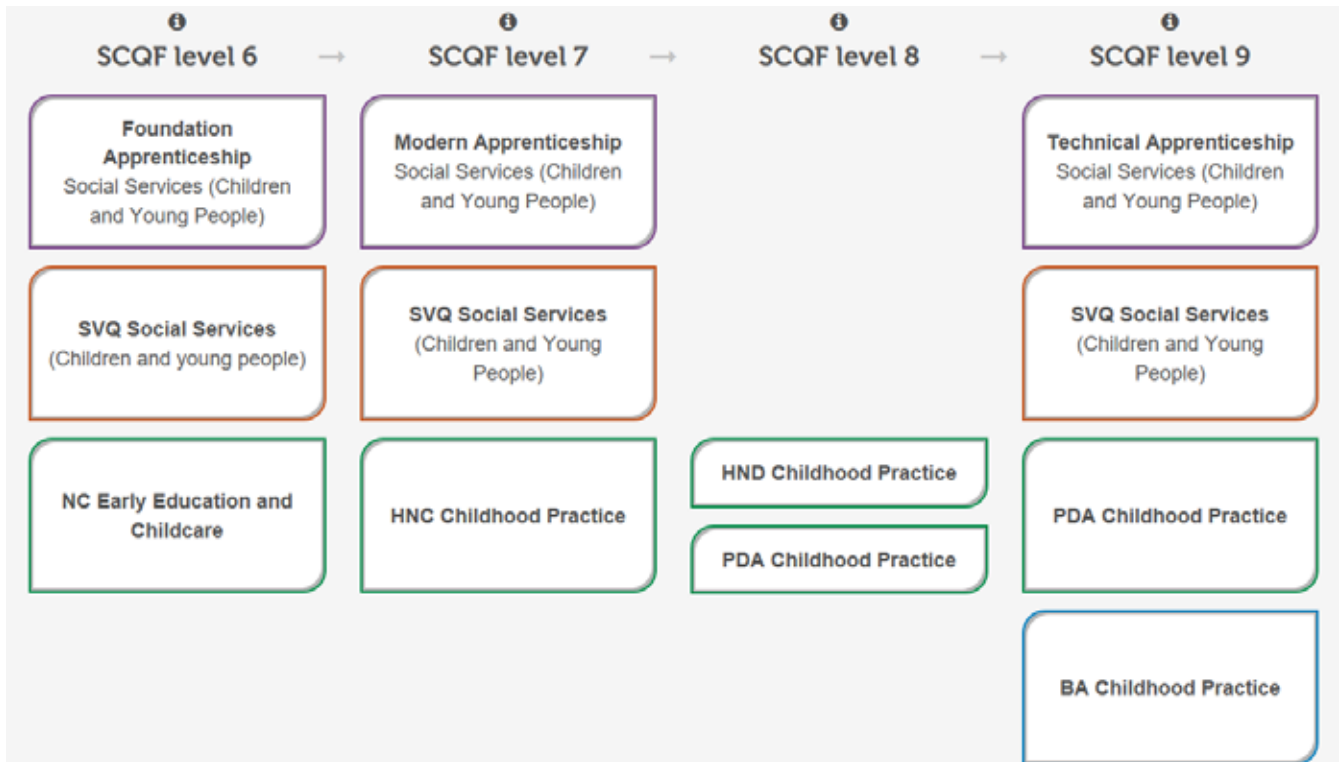 SCQF level 6 → SCQF level 7 → SCQF level 8 → SCQF level 9
Foundation
Apprenticeship
Social Services (Children
and Young People)
Modern Apprenticeship
Social Services (Children
and Young People)
Technical Apprenticeship
Social Services (Children
and Young People)
SVQ Social Services
(Children and young people)
SVQ Social Services
(Children and Young
People)
SVQ Social Services
(Children and Young
People)
NC Early Education and
Childcare
HNC Childhood Practice
HND Childhood Practice
PDA Childhood Practice
PDA Childhood Practice
BA Childhood Practice